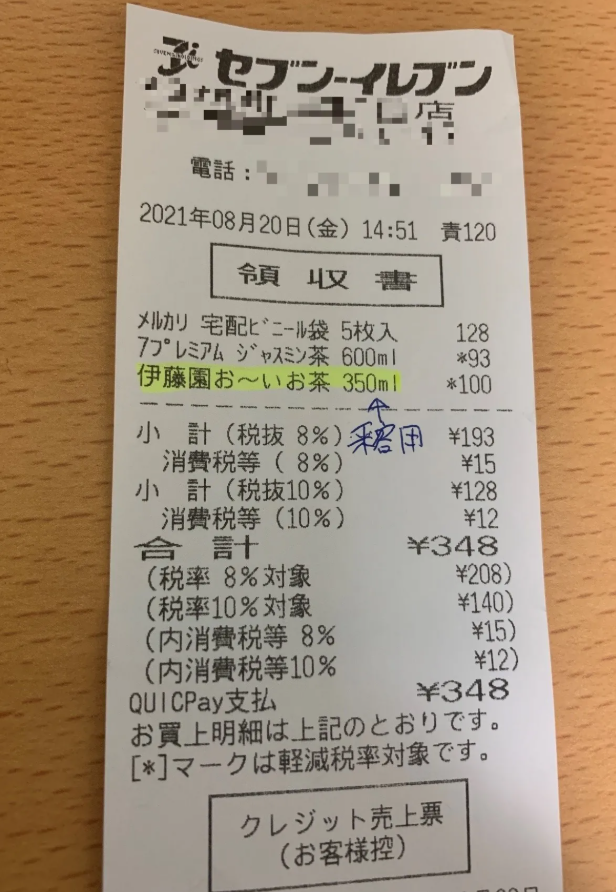 セブン-イレブン
店
電話:
2021年08月20日(金) 14:51 責120
領収書
ﾒﾙｶﾘ 宅配ﾋﾞﾆｰﾙ袋 5枚入 128
7ﾌﾟﾚﾐｱﾑ ｼﾞｬｽﾐﾝ茶 600ml *93
伊藤園お~いお茶 350ml *100
↑
来客用
小 計(税抜 8%) ¥193
消費税等( 8%) ¥15
小 計(税抜10%) ¥128
消費税等(10%) ¥12
合 計 ¥348
(税率 8%対象 ¥208)
(税率10%対象 ¥140)
(内消費税等 8% ¥15)
(内消費税等10% ¥12)
QUICPay支払 ¥348
お買上明細は上記のとおりです。
[*]マークは軽減税率対象です。
クレジット売上票
(お客様控)